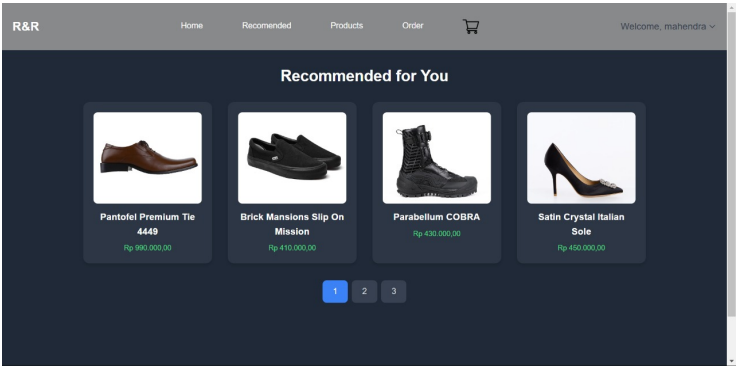 R&R
Home
Recomended
Products
Order
Welcome, mahendra
Recommended for You
Pantofel Premium Tie
4449
Rp 990.000,00
Brick Mansions Slip On
Mission
Rp 410.000,00
Parabellum COBRA
Rp 430.000,00
Satin Crystal Italian
Sole
Rp 450.000,00
1
2
3